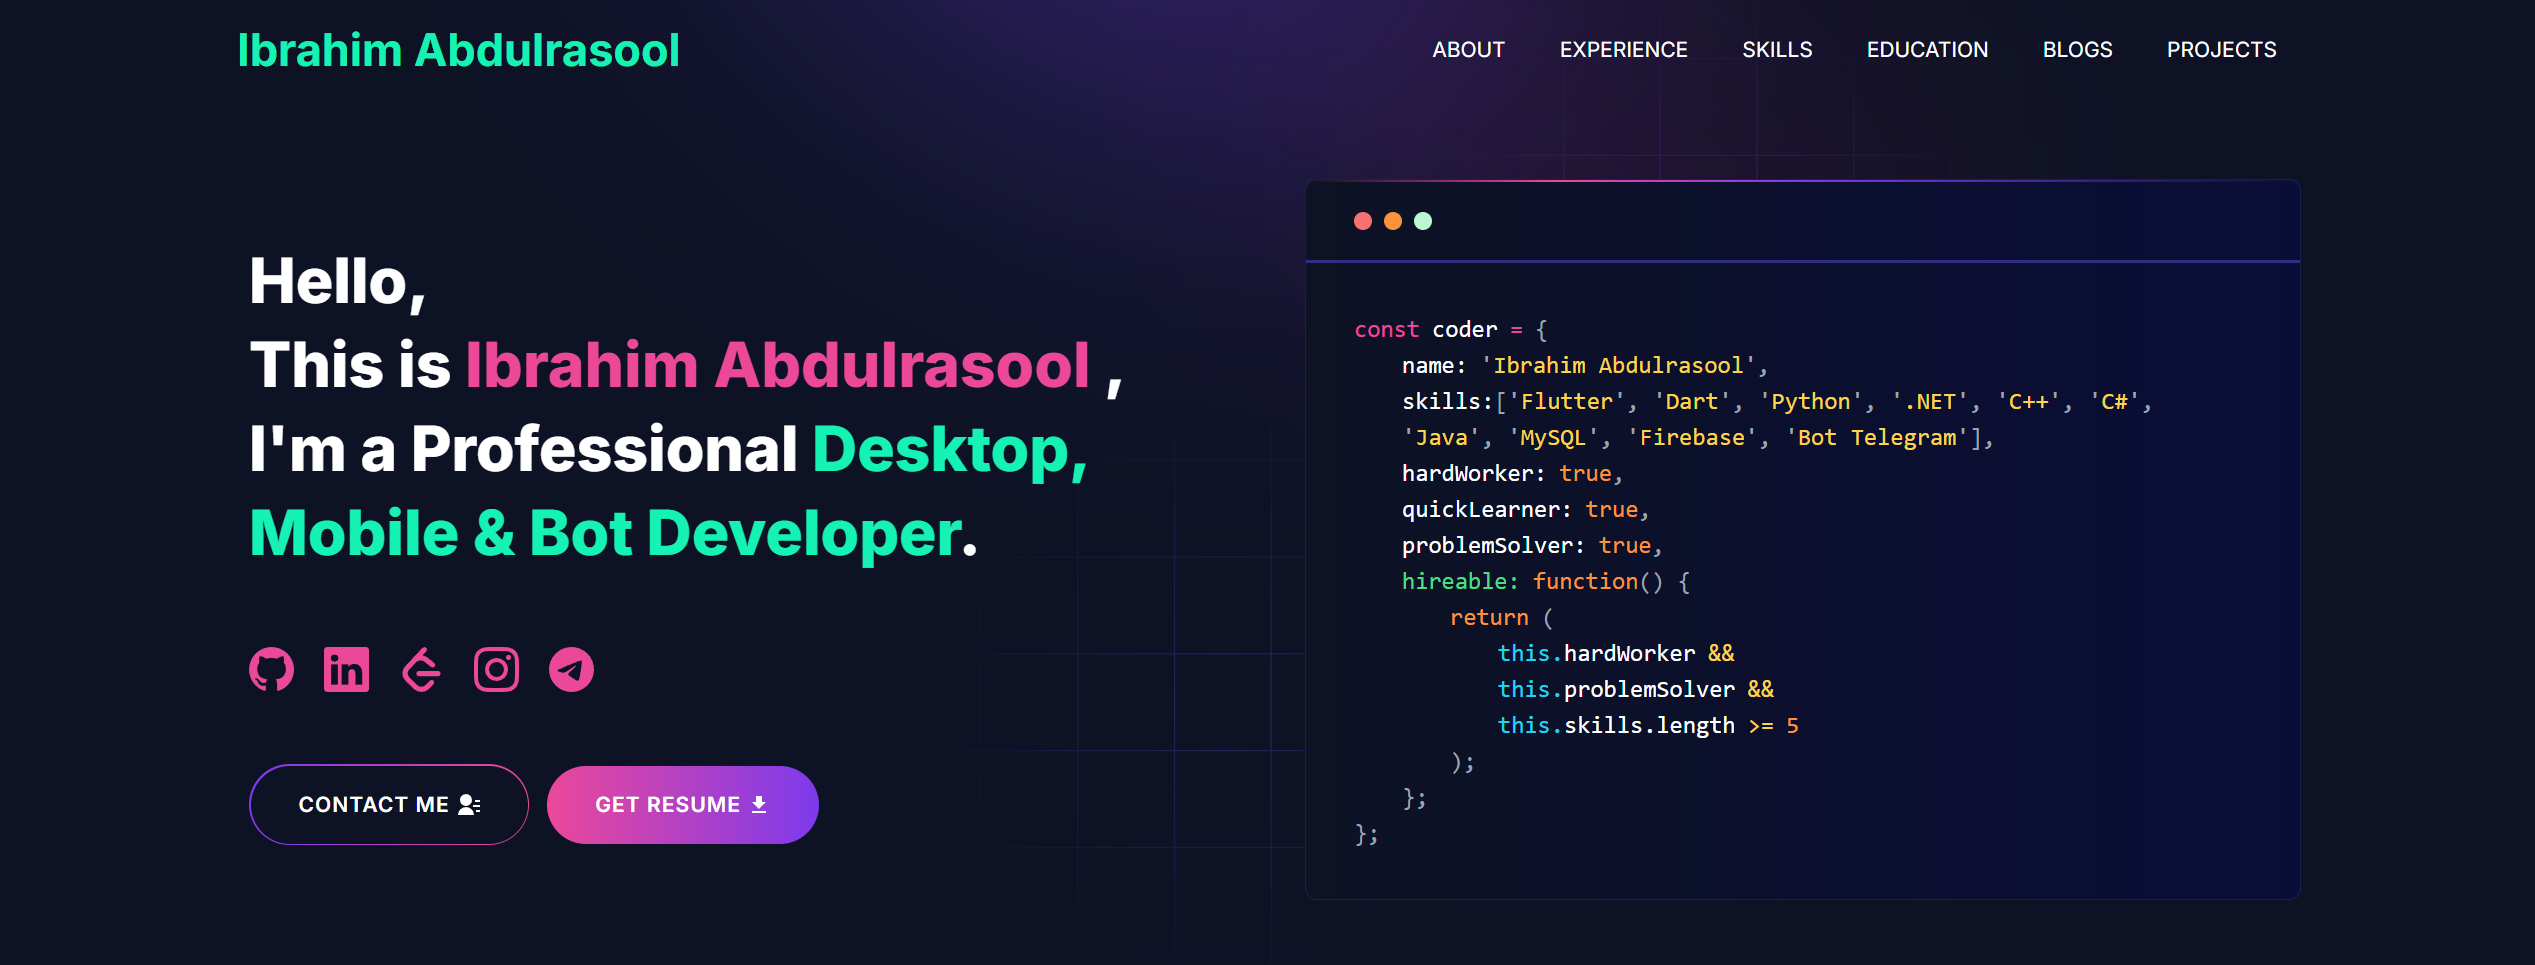 Ibrahim Abdulrasool
ABOUT EXPERIENCE SKILLS EDUCATION BLOGS PROJECTS
Hello,
This is Ibrahim Abdulrasool ,
I'm a Professional Desktop,
Mobile & Bot Developer.
CONTACT ME
GET RESUME
const coder = {
name: 'Ibrahim Abdulrasool',
skills:['Flutter', 'Dart', 'Python', '.NET', 'C++', 'C#',
'Java', 'MySQL', 'Firebase', 'Bot Telegram'],
hardWorker: true,
quickLearner: true,
problemSolver: true,
hireable: function() {
return (
this.hardWorker &&
this.problemSolver &&
this.skills.length >= 5
);
};
};